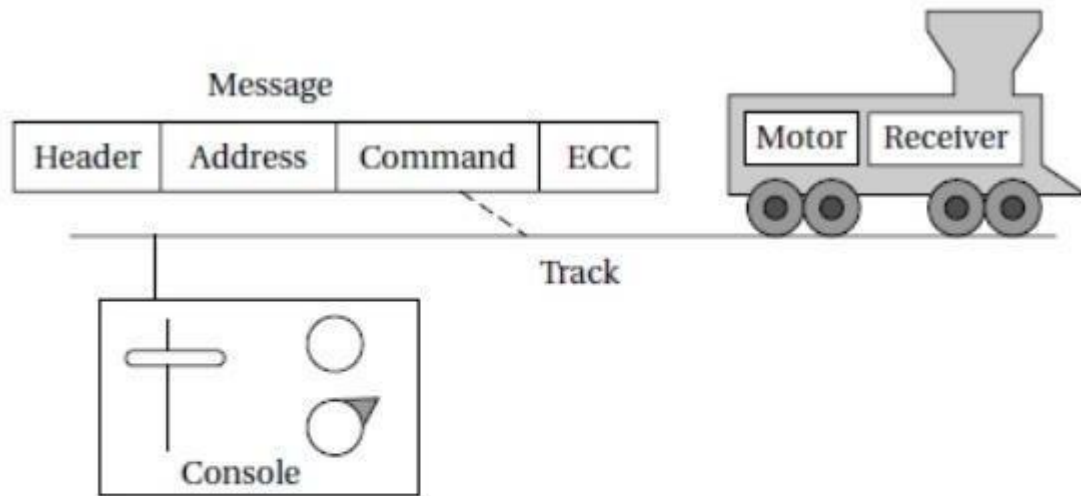 Message
Header Address Command ECC
Motor Receiver
Track
Console